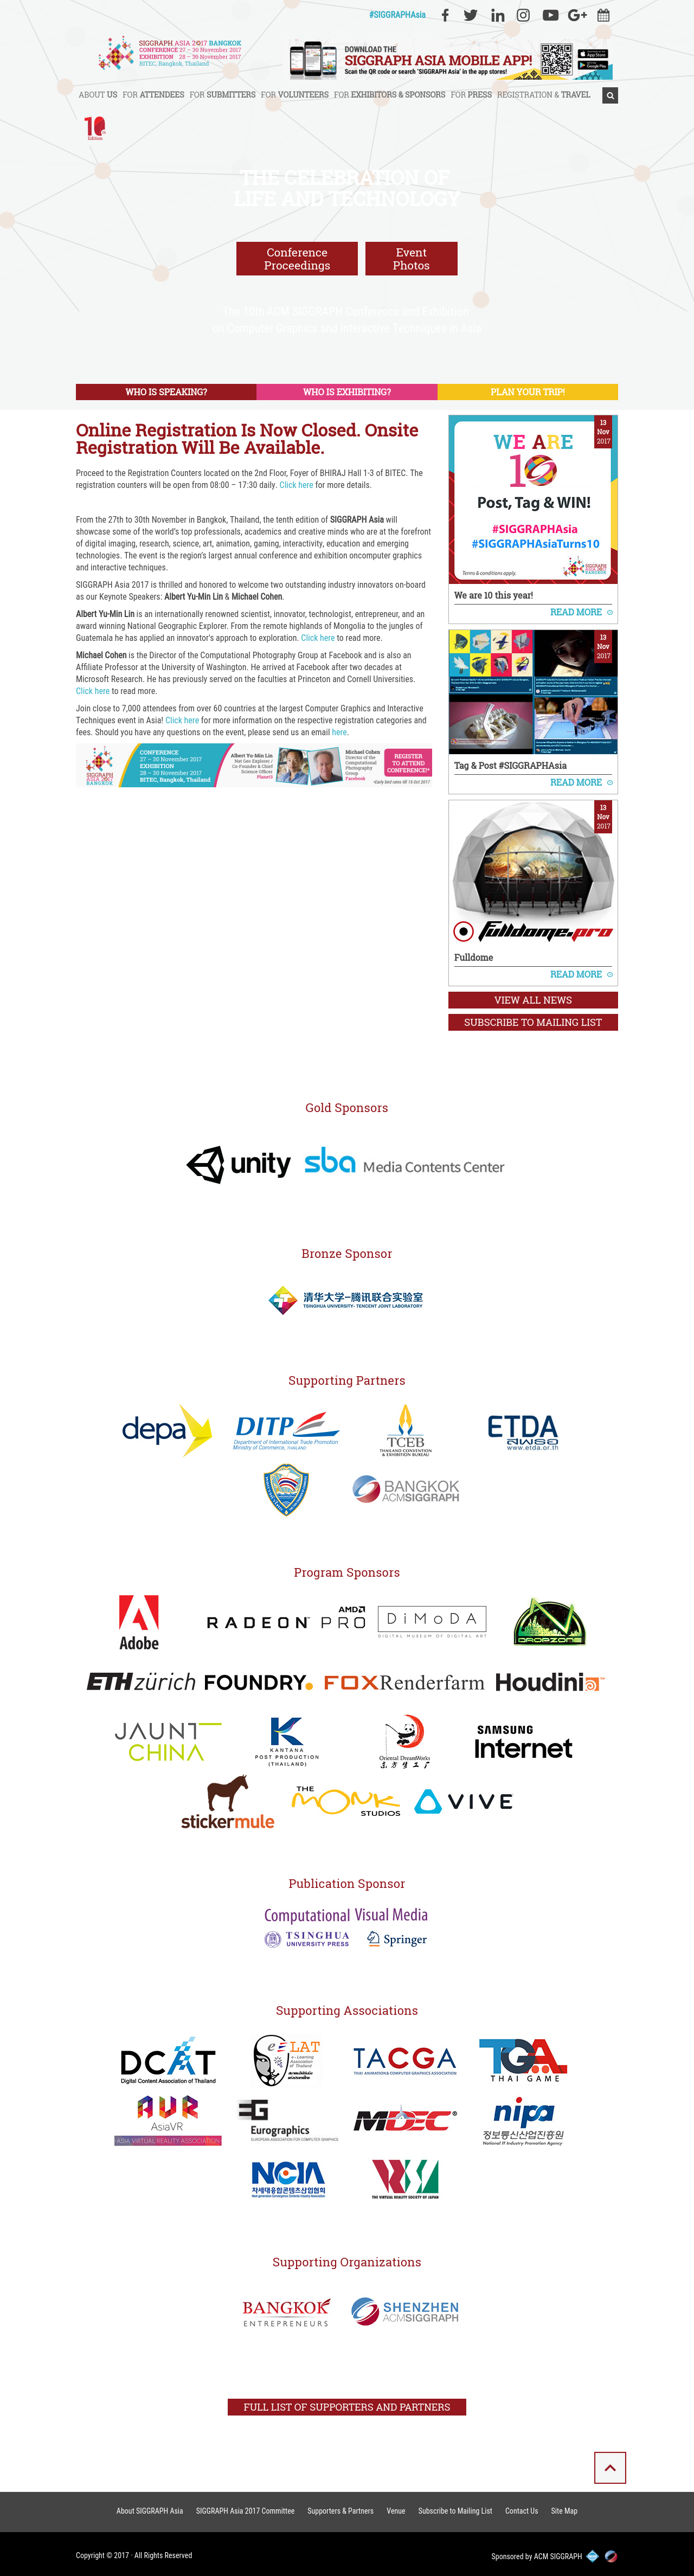 #SIGGRAPHAsia
SIGGRAPH ASIA 2017 BANGKOK
CONFERENCE 27 – 30 NOVEMBER 2017
EXHIBITION 28 – 30 NOVEMBER 2017
BITEC, Bangkok, Thailand
DOWNLOAD THE
SIGGRAPH ASIA MOBILE APP!
Scan the QR code or search 'SIGGRAPH Asia' in the app stores!
App Store
Google Play
ABOUT US FOR ATTENDEES FOR SUBMITTERS FOR VOLUNTEERS FOR EXHIBITORS & SPONSORS FOR PRESS REGISTRATION & TRAVEL
10
Edition
THE CELEBRATION OF
LIFE AND TECHNOLOGY
Conference
Proceedings
Event
Photos
The 10th ACM SIGGRAPH Conference and Exhibition
on Computer Graphics and Interactive Techniques in Asia
WHO IS SPEAKING?
WHO IS EXHIBITING?
PLAN YOUR TRIP!
Online Registration Is Now Closed. Onsite
Registration Will Be Available.
Proceed to the Registration Counters located on the 2nd Floor, Foyer of BHIRAJ Hall 1-3 of BITEC. The
registration counters will be open from 08:00 – 17:30 daily. Click here for more details.
From the 27th to 30th November in Bangkok, Thailand, the tenth edition of SIGGRAPH Asia will
showcase some of the world's top professionals, academics and creative minds who are at the forefront
of digital imaging, research, science, art, animation, gaming, interactivity, education and emerging
technologies. The event is the region's largest annual conference and exhibition oncomputer graphics
and interactive techniques.
SIGGRAPH Asia 2017 is thrilled and honored to welcome two outstanding industry innovators on-board
as our Keynote Speakers: Albert Yu-Min Lin & Michael Cohen.
Albert Yu-Min Lin is an internationally renowned scientist, innovator, technologist, entrepreneur, and an
award winning National Geographic Explorer. From the remote highlands of Mongolia to the jungles of
Guatemala he has applied an innovator's approach to exploration. Click here to read more.
Michael Cohen is the Director of the Computational Photography Group at Facebook and is also an
Affiliate Professor at the University of Washington. He arrived at Facebook after two decades at
Microsoft Research. He has previously served on the faculties at Princeton and Cornell Universities.
Click here to read more.
Join close to 7,000 attendees from over 60 countries at the largest Computer Graphics and Interactive
Techniques event in Asia! Click here for more information on the respective registration categories and
fees. Should you have any questions on the event, please send us an email here.
SIGGRAPH
ASIA 2017
BANGKOK
CONFERENCE
27 – 30 NOVEMBER 2017
EXHIBITION
28 – 30 NOVEMBER 2017
BITEC, Bangkok, Thailand
Albert Yu-Min Lin
Nat Geo Explorer/
Co-Founder & Chief
Science Officer
Planet3
Michael Cohen
Director of the
Computational
Photography
Group
Facebook
REGISTER
TO ATTEND
CONFERENCE!*
*Early bird rates till 15 Oct 2017
13
Nov
2017
WE ARE
10
Post, Tag & WIN!
#SIGGRAPHAsia
#SIGGRAPHAsiaTurns10
Terms & conditions apply.
SIGGRAPH
ASIA 2017
BANGKOK
We are 10 this year!
READ MORE
13
Nov
2017
Tag & Post #SIGGRAPHAsia
READ MORE
13
Nov
2017
Fulldome.pro
Fulldome
READ MORE
VIEW ALL NEWS
SUBSCRIBE TO MAILING LIST
Gold Sponsors
unity
sba Media Contents Center
Bronze Sponsor
清华大学–腾讯联合实验室
TSINGHUA UNIVERSITY- TENCENT JOINT LABORATORY
Supporting Partners
depa
DITP
Department of International Trade Promotion
Ministry of Commerce, THAILAND
TCEB
THAILAND CONVENTION
& EXHIBITION BUREAU
ETDA
สพธอ
www.etda.or.th
BANGKOK
ACMSIGGRAPH
Program Sponsors
Adobe
AMD
RADEON PRO
DiMoDA
DIGITAL MUSEUM OF DIGITAL ART
DROPZONE
ETH zürich
FOUNDRY.
FOXRenderfarm
Houdini
JAUNT
CHINA
KANTANA
POST PRODUCTION
(THAILAND)
Oriental DreamWorks
东方梦工厂
SAMSUNG
Internet
stickermule
THE MONK
STUDIOS
VIVE
Publication Sponsor
Computational Visual Media
TSINGHUA
UNIVERSITY PRESS
Springer
Supporting Associations
DCAT
Digital Content Association of Thailand
e-LAT
e-Learning
Association
of Thailand
TACGA
THAI ANIMATION & COMPUTER GRAPHICS ASSOCIATION
TGA
THAI GAME
AVR
AsiaVR
ASIA VIRTUAL REALITY ASSOCIATION
EG
Eurographics
EUROPEAN ASSOCIATION FOR COMPUTER GRAPHICS
MDEC
nipa
정보통신산업진흥원
National IT Industry Promotion Agency
NCIA
차세대융합콘텐츠산업협회
Next generation Convergence Contents Industry Association
THE VIRTUAL REALITY SOCIETY OF JAPAN
Supporting Organizations
BANGKOK
ENTREPRENEURS
SHENZHEN
ACMSIGGRAPH
FULL LIST OF SUPPORTERS AND PARTNERS
About SIGGRAPH Asia SIGGRAPH Asia 2017 Committee Supporters & Partners Venue Subscribe to Mailing List Contact Us Site Map
Copyright © 2017 · All Rights Reserved
Sponsored by ACM SIGGRAPH